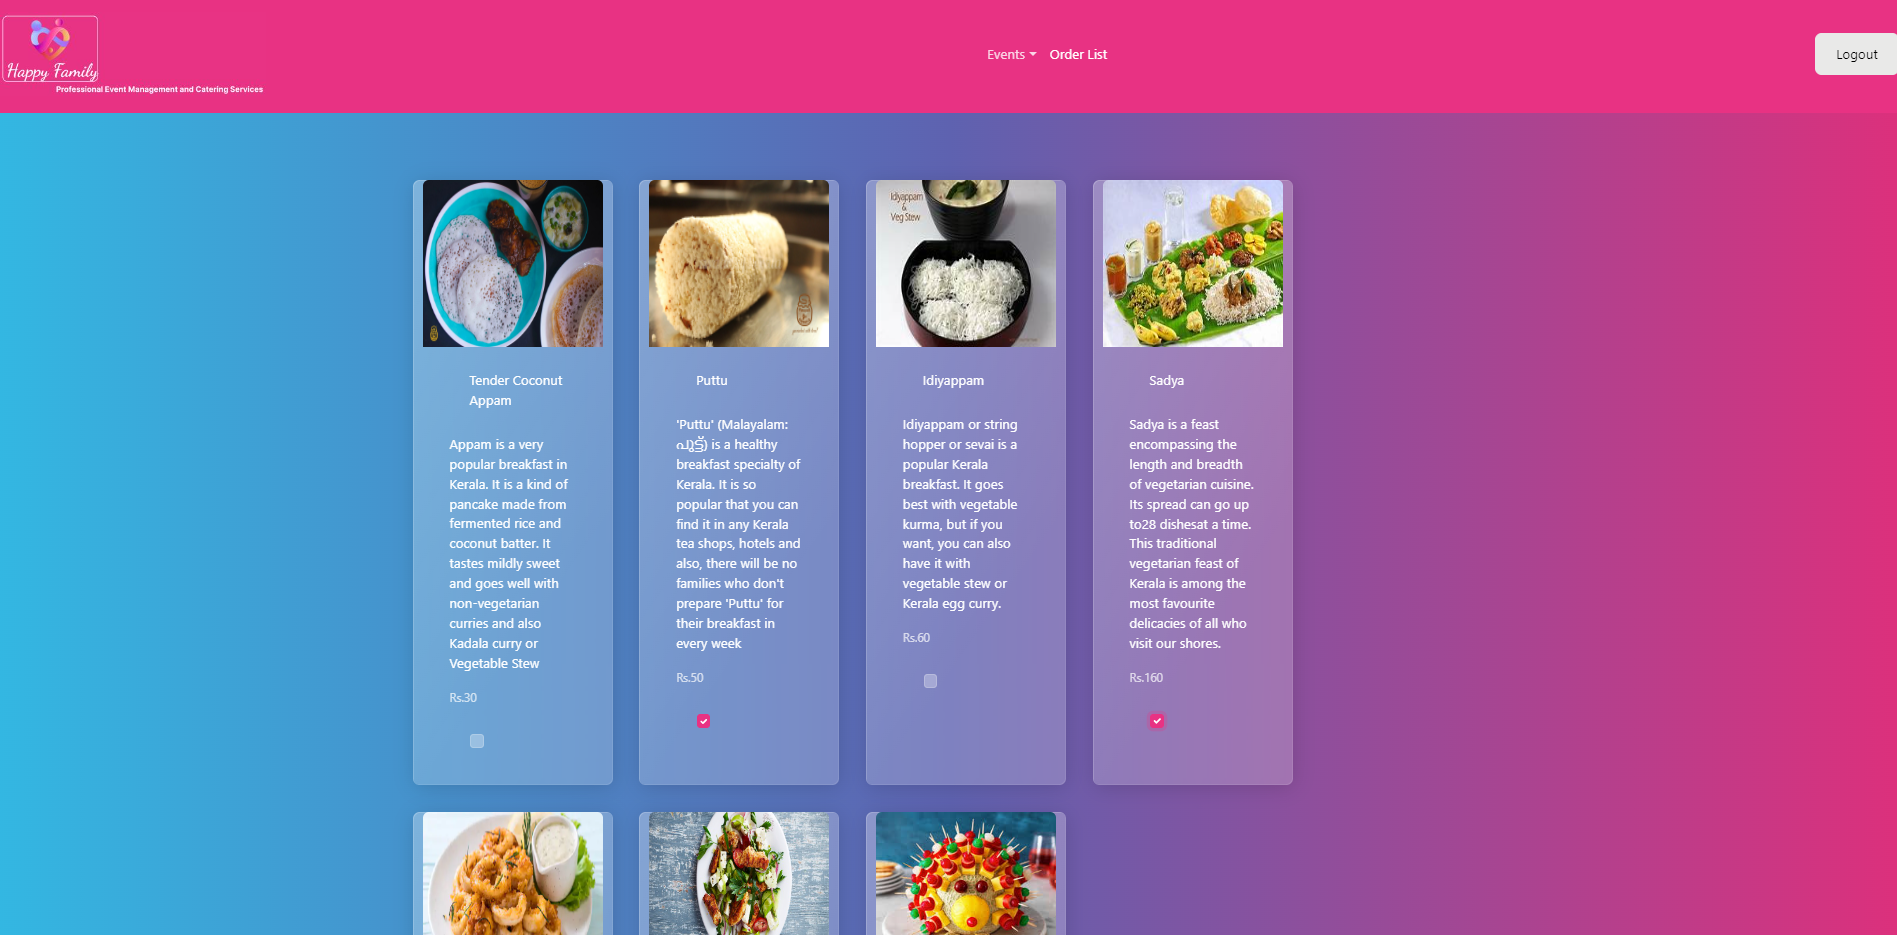 Happy Family
Professional Event Management and Catering Services
Events
Order List
Logout
Idiyappam
&
Veg Stew
Tender Coconut
Appam
Appam is a very
popular breakfast in
Kerala. It is a kind of
pancake made from
fermented rice and
coconut batter. It
tastes mildly sweet
and goes well with
non-vegetarian
curries and also
Kadala curry or
Vegetable Stew
Rs.30
Puttu
'Puttu' (Malayalam:
പുട്ട്) is a healthy
breakfast specialty of
Kerala. It is so
popular that you can
find it in any Kerala
tea shops, hotels and
also, there will be no
families who don't
prepare 'Puttu' for
their breakfast in
every week
Rs.50
Idiyappam
Idiyappam or string
hopper or sevai is a
popular Kerala
breakfast. It goes
best with vegetable
kurma, but if you
want, you can also
have it with
vegetable stew or
Kerala egg curry.
Rs.60
Sadya
Sadya is a feast
encompassing the
length and breadth
of vegetarian cuisine.
Its spread can go up
to28 dishesat a time.
This traditional
vegetarian feast of
Kerala is among the
most favourite
delicacies of all who
visit our shores.
Rs.160